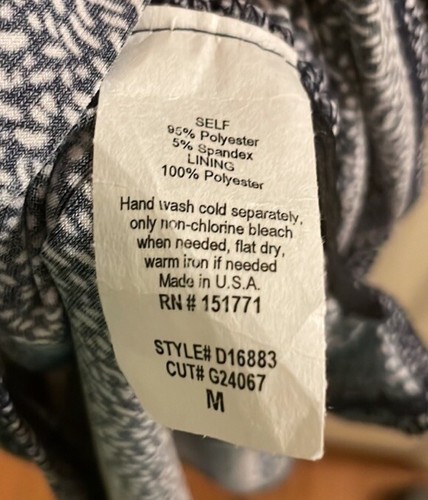 SELF
95% Polyester
5% Spandex
LINING
100% Polyester
Hand wash cold separately,
only non-chlorine bleach
when needed, flat dry,
warm iron if needed
Made in U.S.A.
RN # 151771
STYLE# D16883
CUT# G24067
M